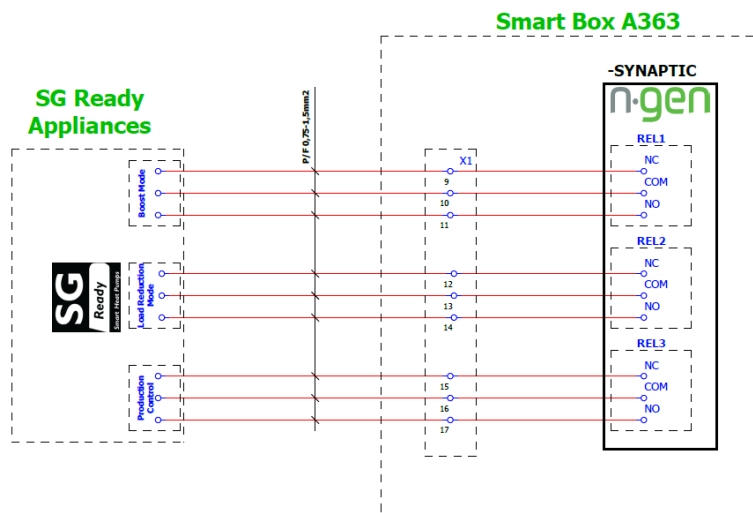 Smart Box A363
-SYNAPTIC
n·gen
SG Ready
Appliances
P/F 0,75-1,5mm2
X1
REL1
Boost Mode
NC
9
COM
10
NO
11
REL2
SG
Ready
Smart Heat Pumps
Load Reduction
Mode
NC
12
COM
13
NO
14
REL3
Production
Control
NC
15
COM
16
NO
17